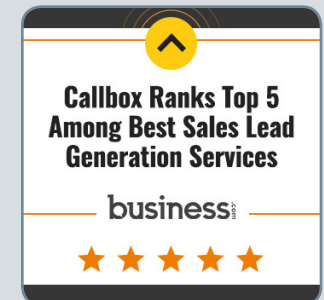 Callbox Ranks Top 5
Among Best Sales Lead
Generation Services
business.com